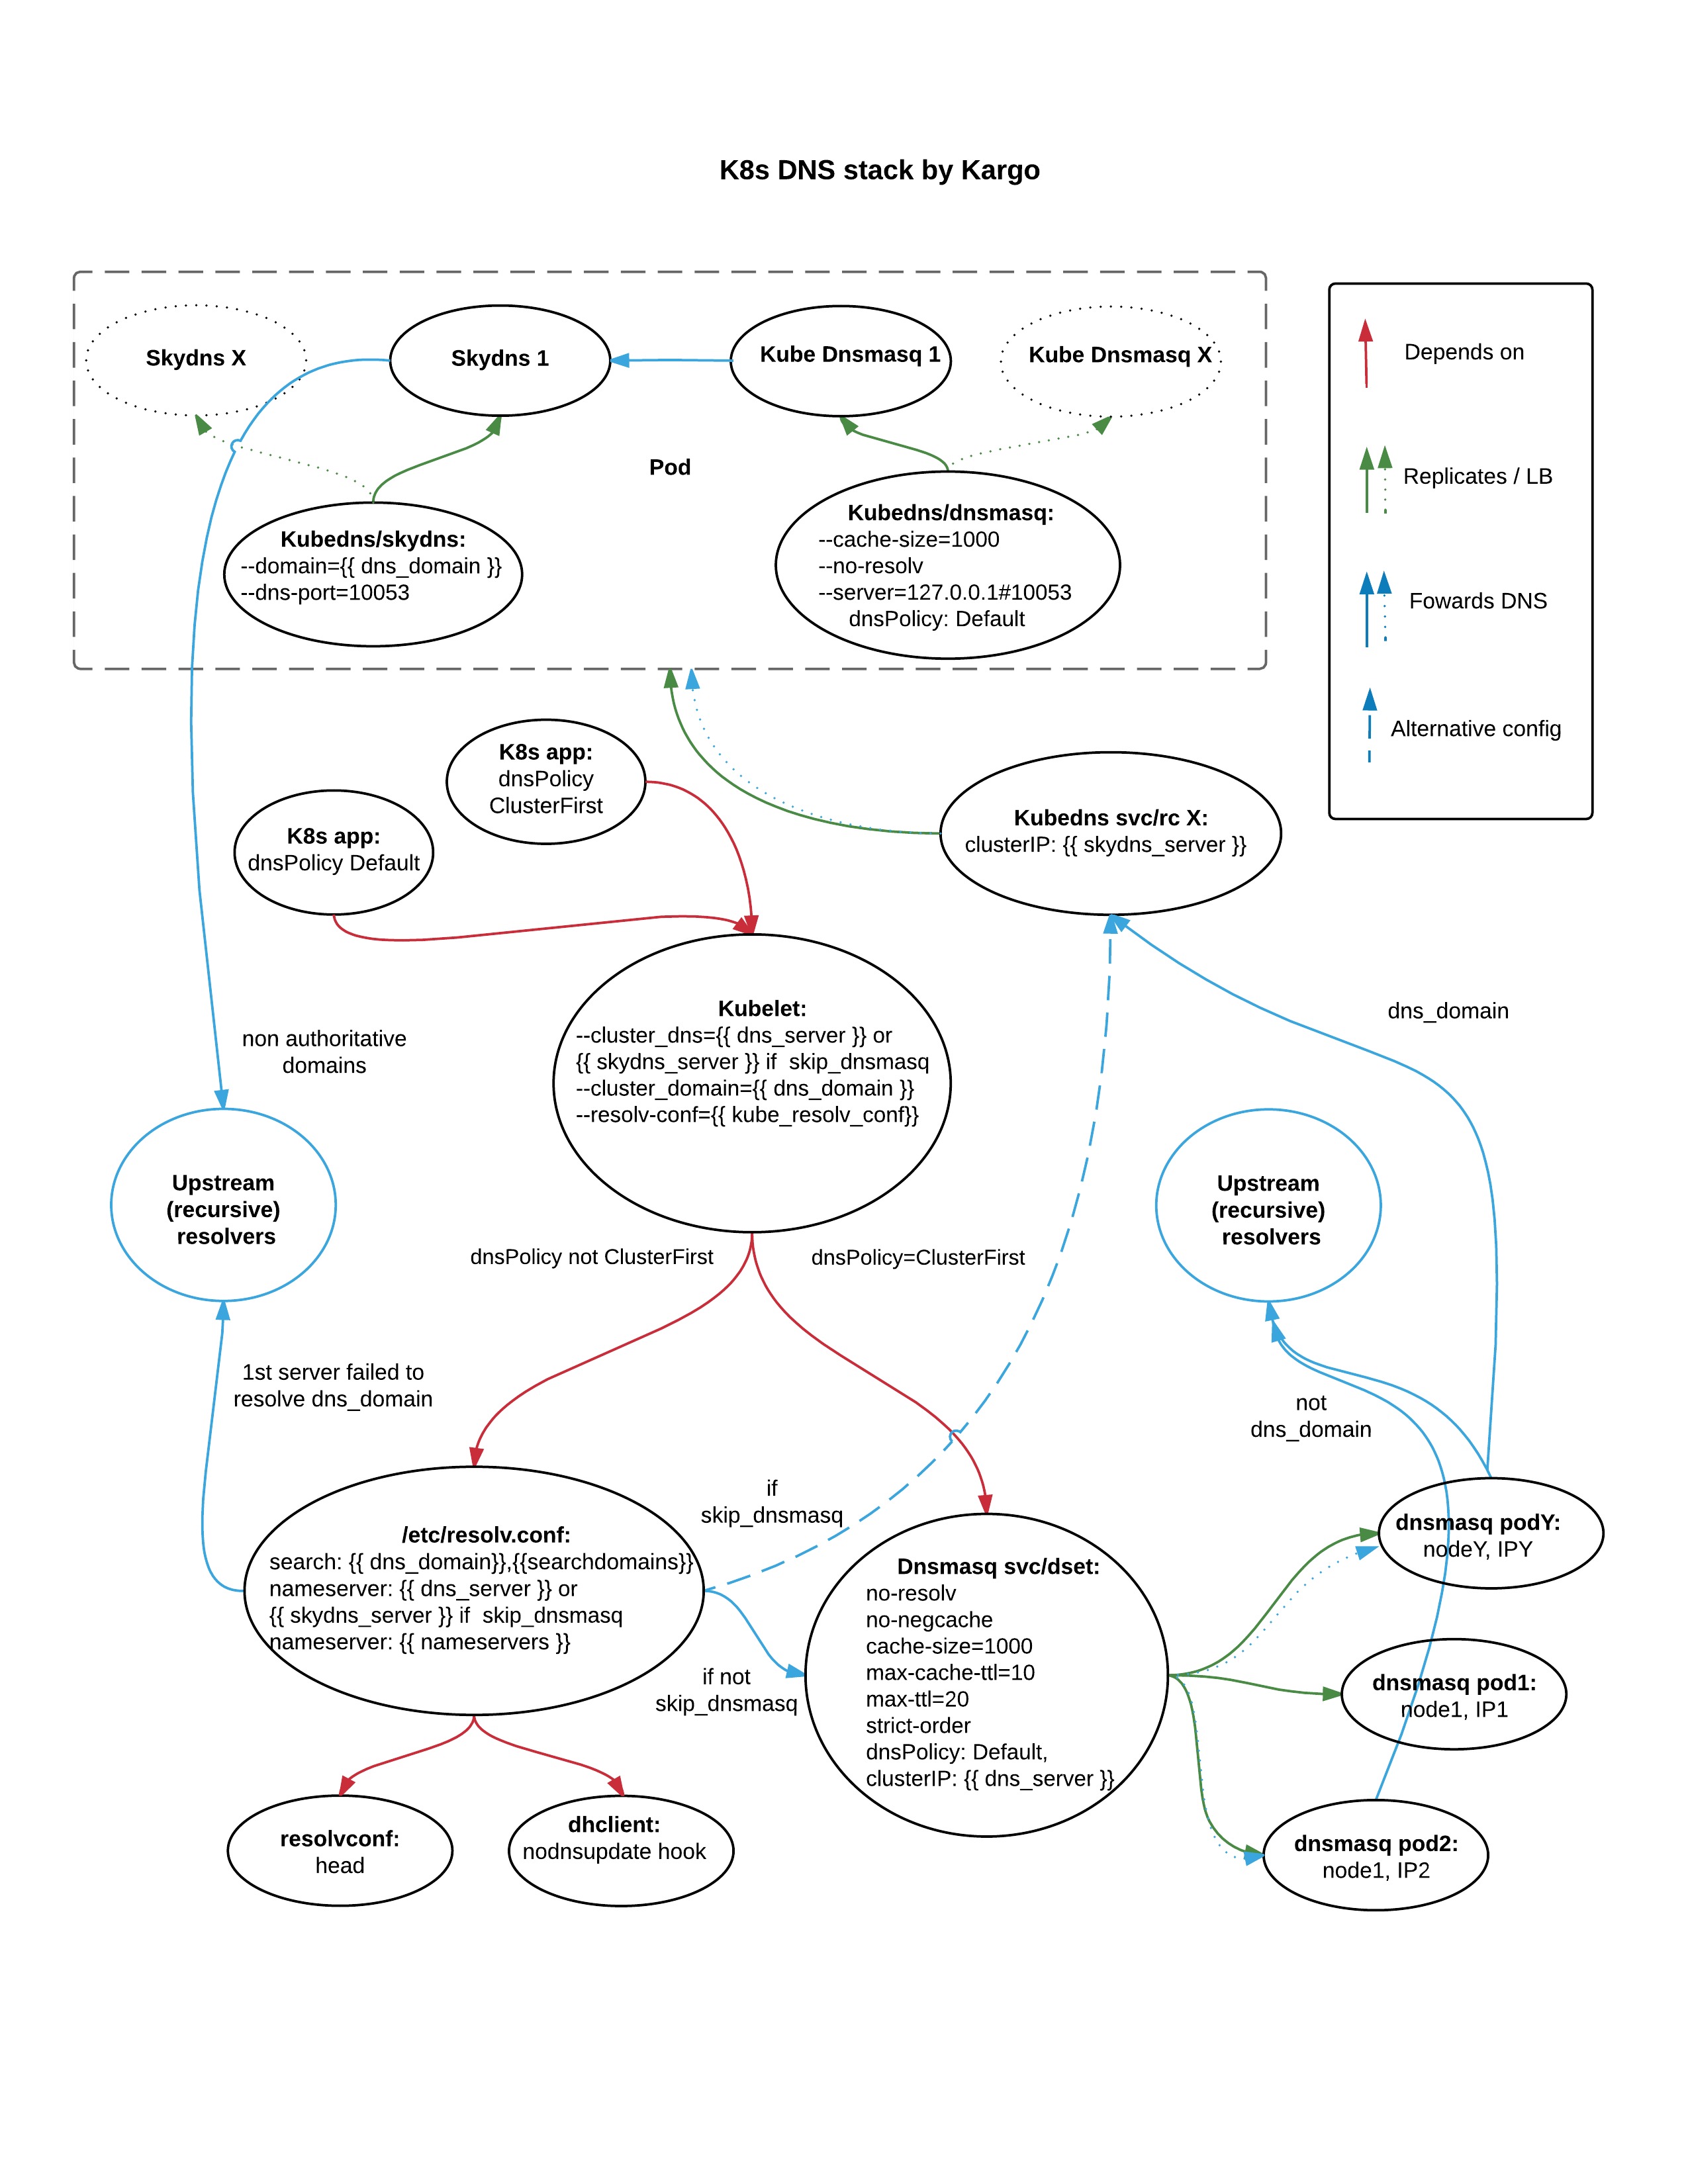 K8s DNS stack by Kargo
Skydns X
Skydns 1
Kube Dnsmasq 1
Kube Dnsmasq X
Pod
Kubedns/skydns:
--domain={{ dns_domain }}
--dns-port=10053
Kubedns/dnsmasq:
--cache-size=1000
--no-resolv
--server=127.0.0.1#10053
dnsPolicy: Default
Depends on
Replicates / LB
Fowards DNS
Alternative config
K8s app:
dnsPolicy
ClusterFirst
K8s app:
dnsPolicy Default
Kubedns svc/rc X:
clusterIP: {{ skydns_server }}
Kubelet:
--cluster_dns={{ dns_server }} or
{{ skydns_server }} if  skip_dnsmasq
--cluster_domain={{ dns_domain }}
--resolv-conf={{ kube_resolv_conf}}
non authoritative
domains
dns_domain
Upstream
(recursive)
resolvers
Upstream
(recursive)
resolvers
dnsPolicy not ClusterFirst
dnsPolicy=ClusterFirst
1st server failed to
resolve dns_domain
not
dns_domain
if
skip_dnsmasq
/etc/resolv.conf:
search: {{ dns_domain}},{{searchdomains}}
nameserver: {{ dns_server }} or
{{ skydns_server }} if  skip_dnsmasq
nameserver: {{ nameservers }}
if not
skip_dnsmasq
Dnsmasq svc/dset:
no-resolv
no-negcache
cache-size=1000
max-cache-ttl=10
max-ttl=20
strict-order
dnsPolicy: Default,
clusterIP: {{ dns_server }}
dnsmasq podY:
nodeY, IPY
dnsmasq pod1:
node1, IP1
dnsmasq pod2:
node1, IP2
resolvconf:
head
dhclient:
nodnsupdate hook